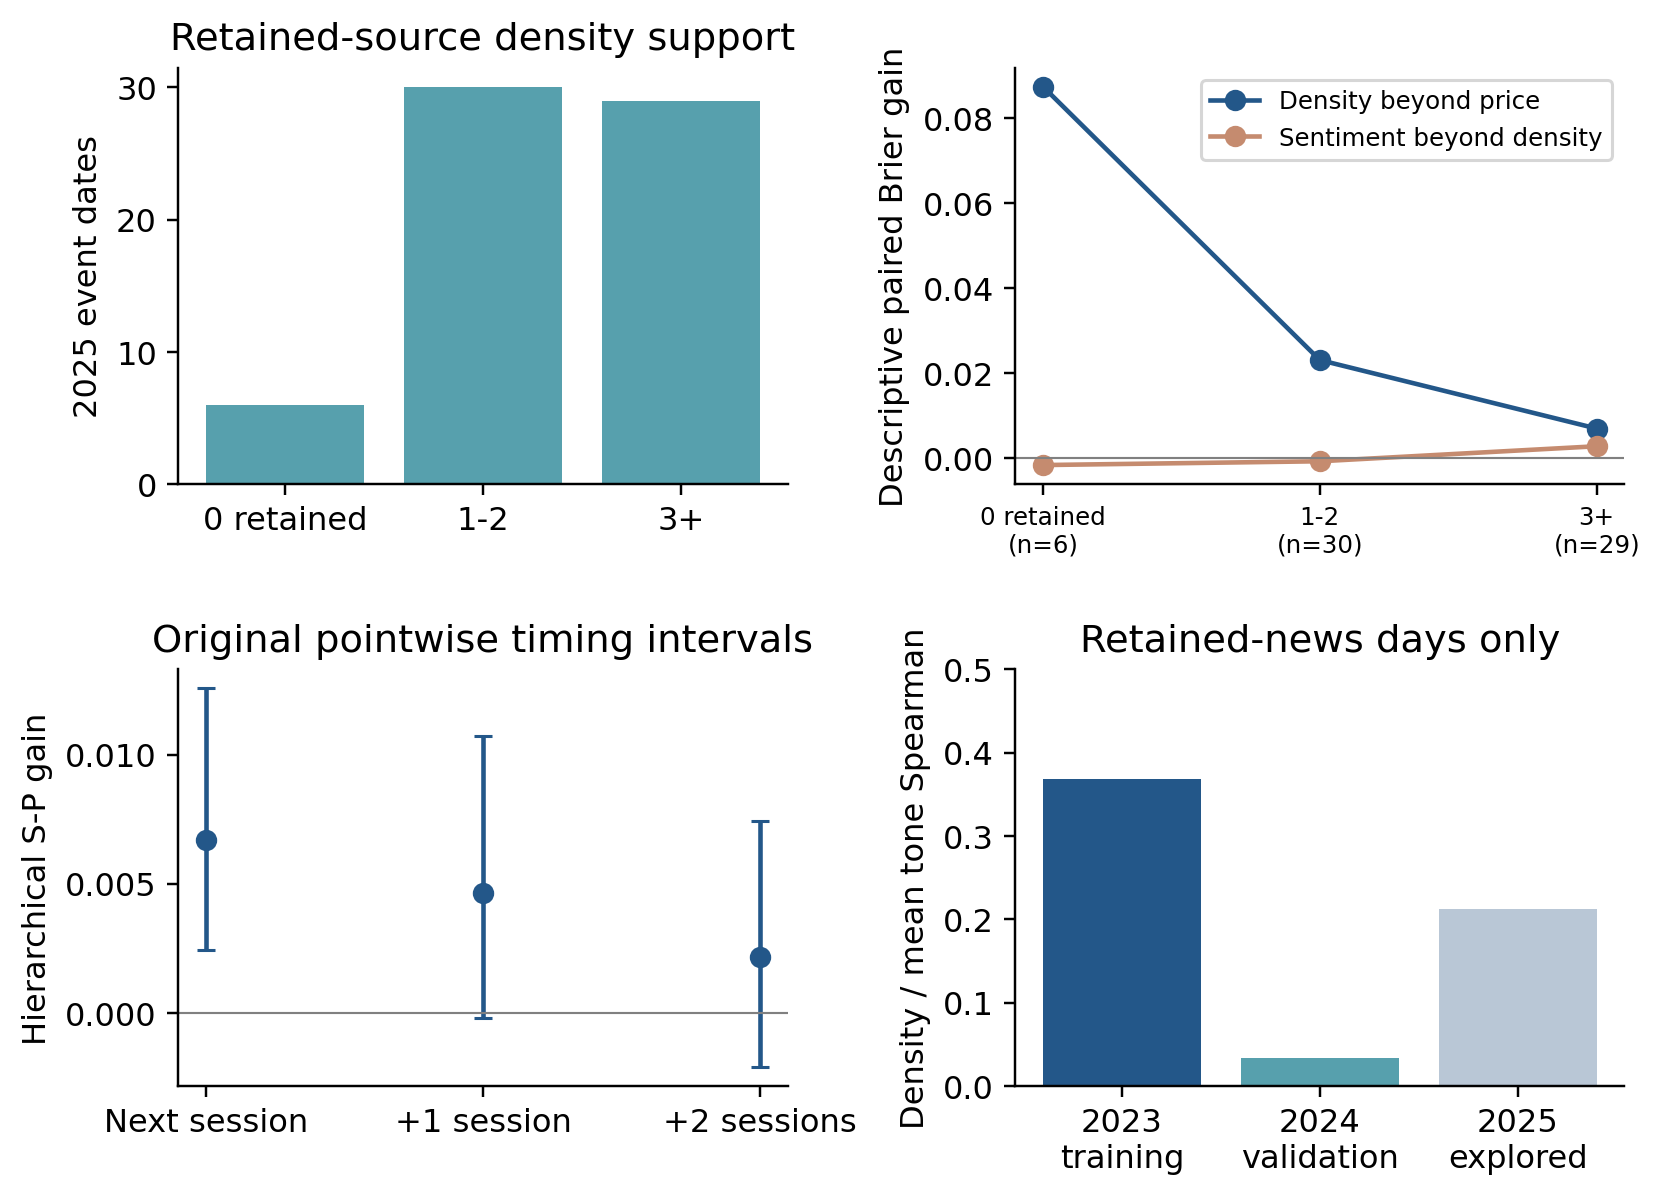 Retained-source density support
2025 event dates
30
20
10
0
0 retained
1-2
3+
Descriptive paired Brier gain
0.08
0.06
0.04
0.02
0.00
Density beyond price
Sentiment beyond density
0 retained
(n=6)
1-2
(n=30)
3+
(n=29)
Original pointwise timing intervals
Hierarchical S-P gain
0.010
0.005
0.000
Next session
+1 session
+2 sessions
Retained-news days only
Density / mean tone Spearman
0.5
0.4
0.3
0.2
0.1
0.0
2023
training
2024
validation
2025
explored